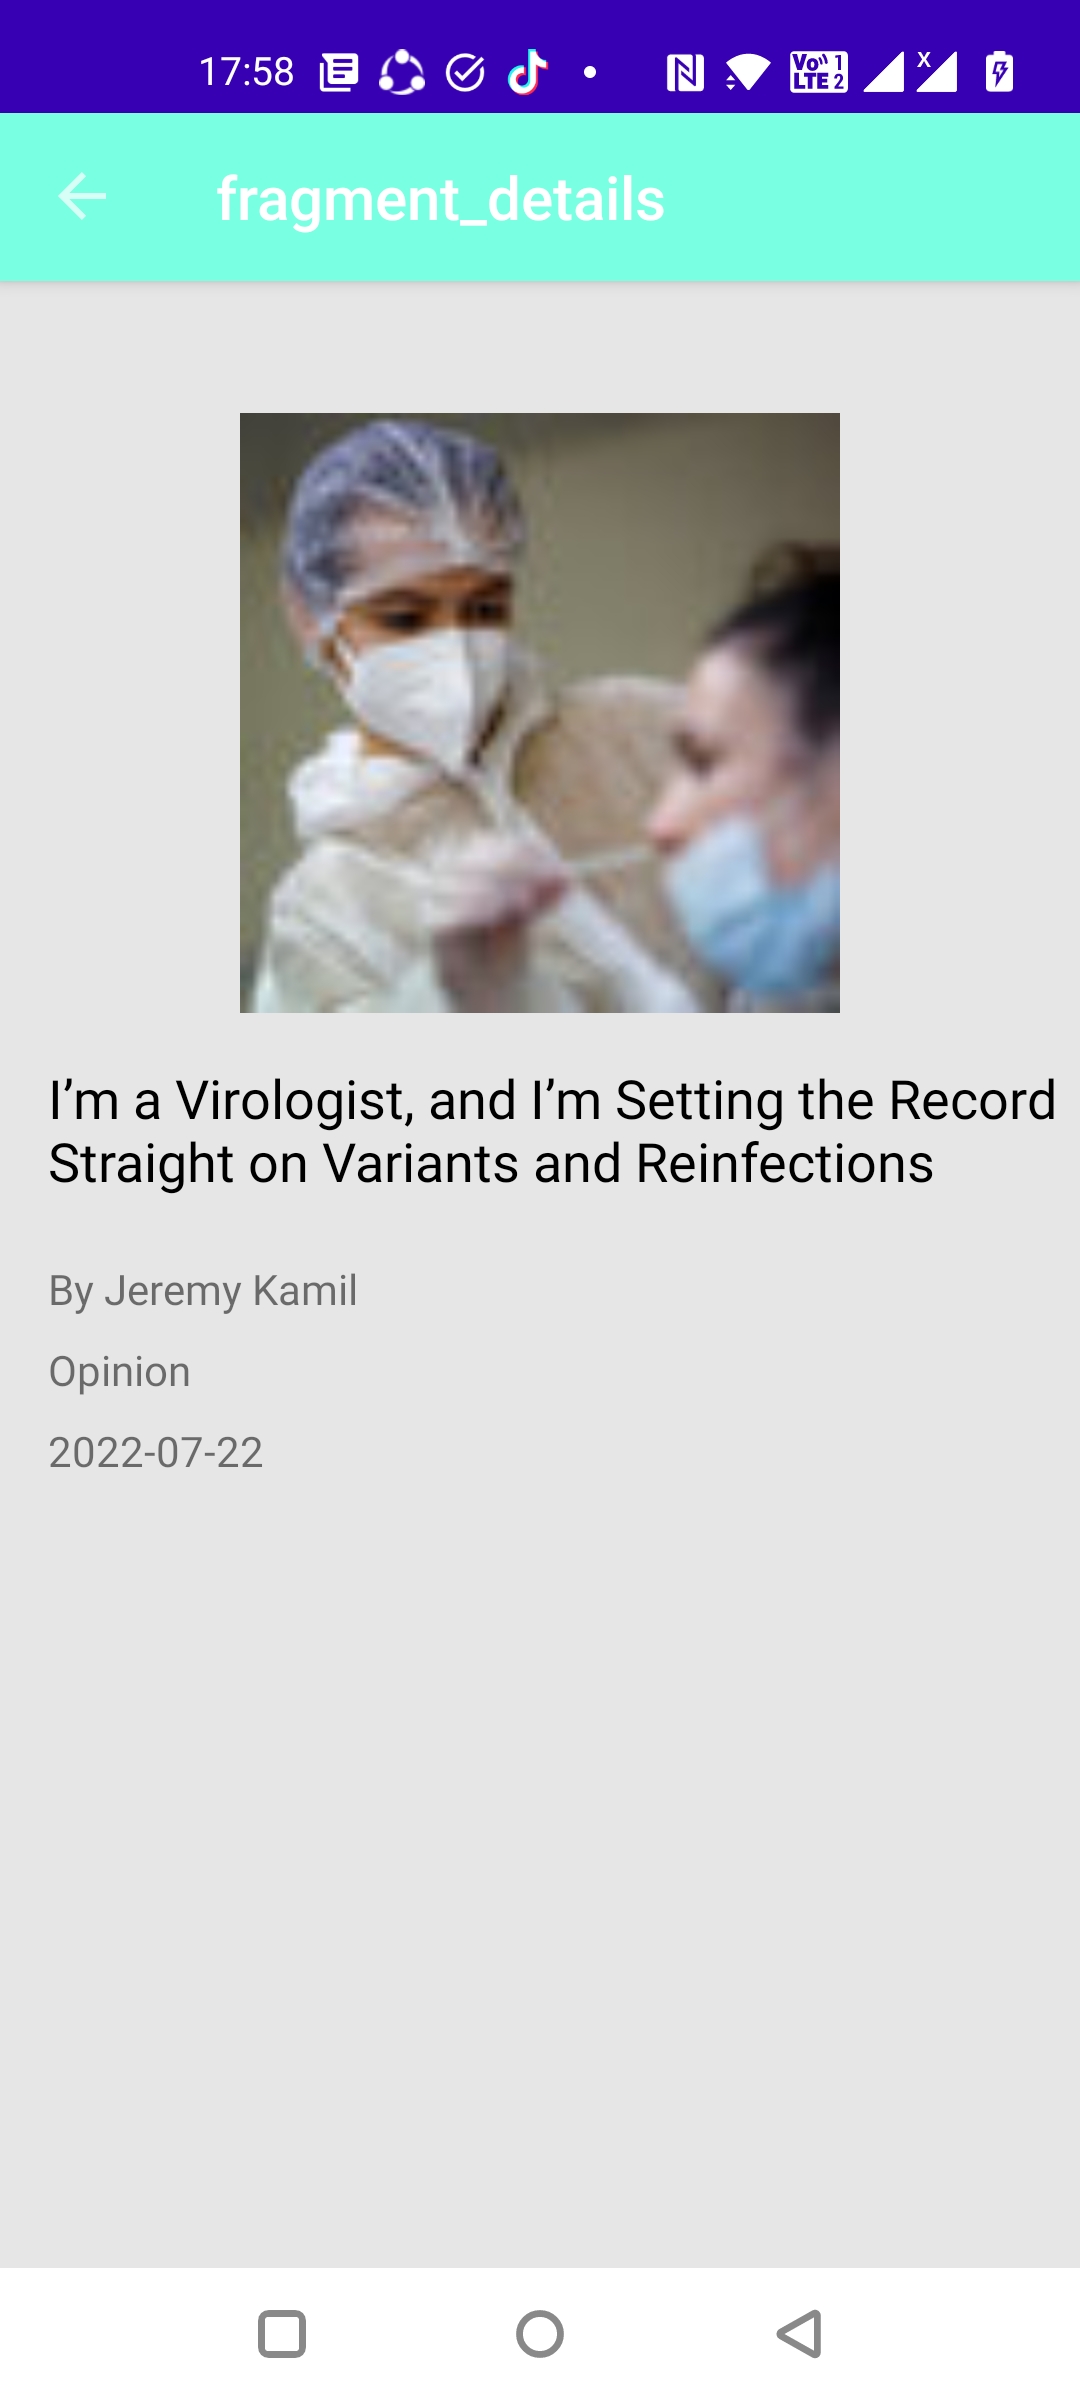 17:58
Vo 1
LTE 2
X
fragment_details
I’m a Virologist, and I’m Setting the Record
Straight on Variants and Reinfections
By Jeremy Kamil
Opinion
2022-07-22